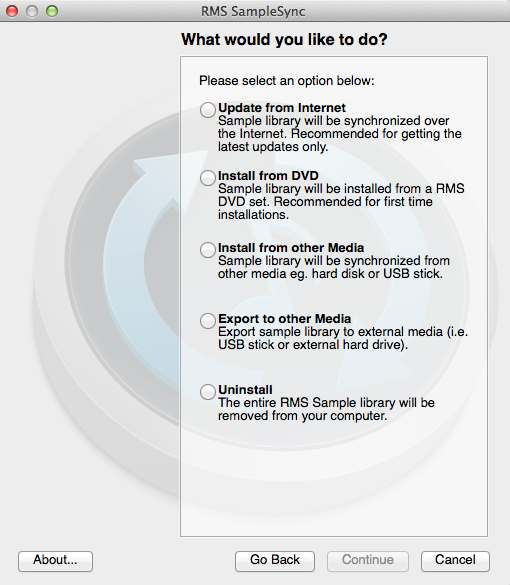 RMS SampleSync
What would you like to do?
Please select an option below:
Update from Internet
Sample library will be synchronized over
the Internet. Recommended for getting the
latest updates only.
Install from DVD
Sample library will be installed from a RMS
DVD set. Recommended for first time
installations.
Install from other Media
Sample library will be synchronized from
other media eg. hard disk or USB stick.
Export to other Media
Export sample library to external media (i.e.
USB stick or external hard drive).
Uninstall
The entire RMS Sample library will be
removed from your computer.
About...
Go Back
Continue
Cancel